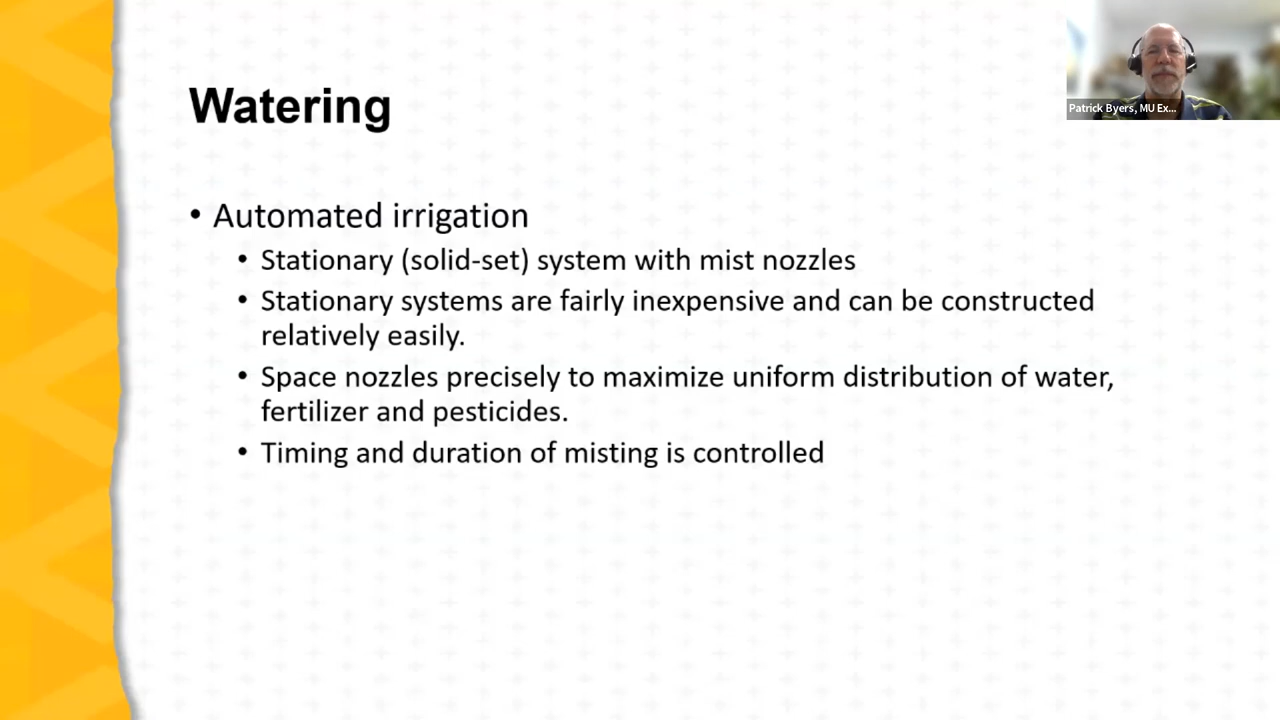 Patrick Byers, MU Ex...
Watering
• Automated irrigation
• Stationary (solid-set) system with mist nozzles
• Stationary systems are fairly inexpensive and can be constructed
relatively easily.
• Space nozzles precisely to maximize uniform distribution of water,
fertilizer and pesticides.
• Timing and duration of misting is controlled